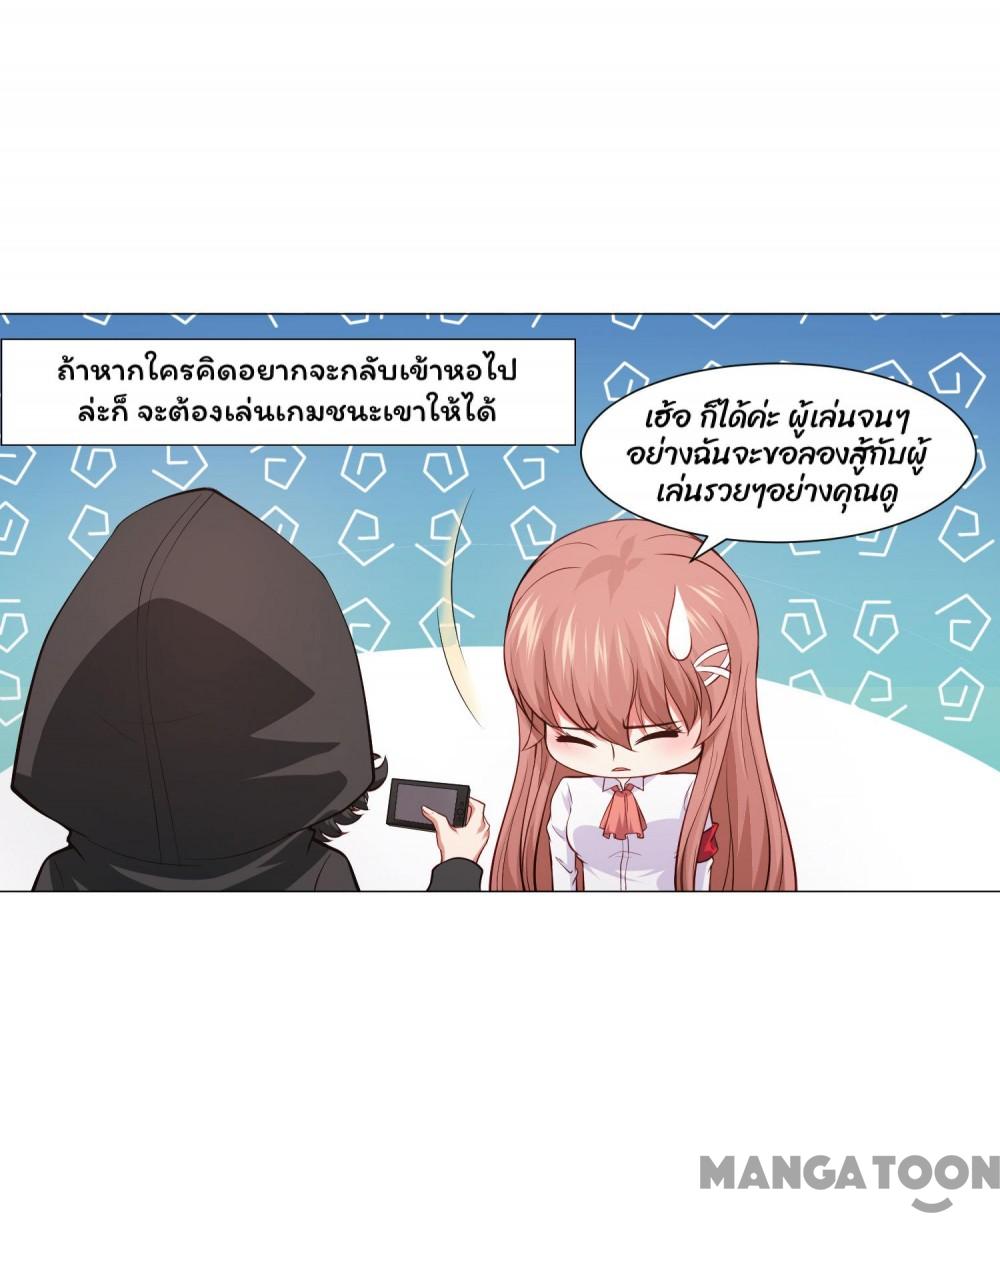 ถ้าหากใครคิดอยากจะกลับเข้าหอไป
ล่ะก็ จะต้องเล่นเกมชนะเขาให้ได้
เฮ้อ ก็ได้ค่ะ ผู้เล่นจนๆ
อย่างฉันจะขอลองสู้กับผู้
เล่นรวยๆอย่างคุณดู
MANGATOON